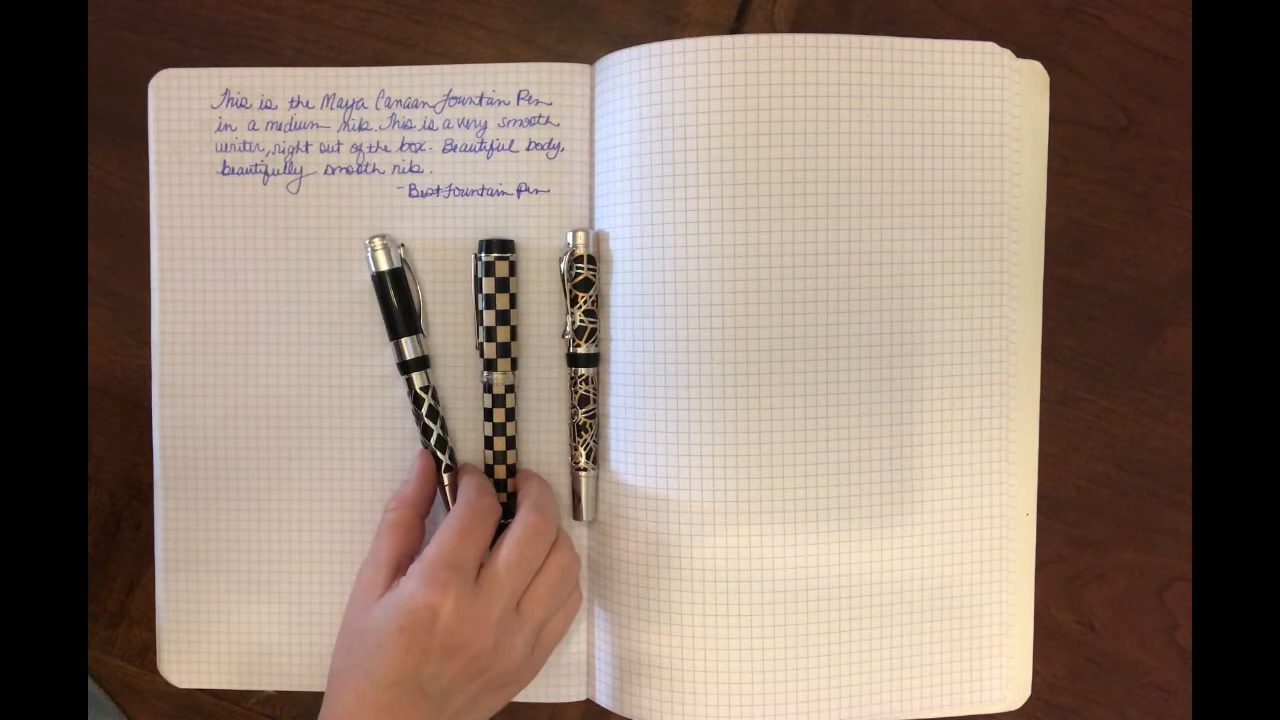 This is the Maya Canaan Fountain Pen
in a medium nib. This is a very smooth
writer, right out of the box. Beautiful body,
beautifully smooth nib.
- Best Fountain Pen